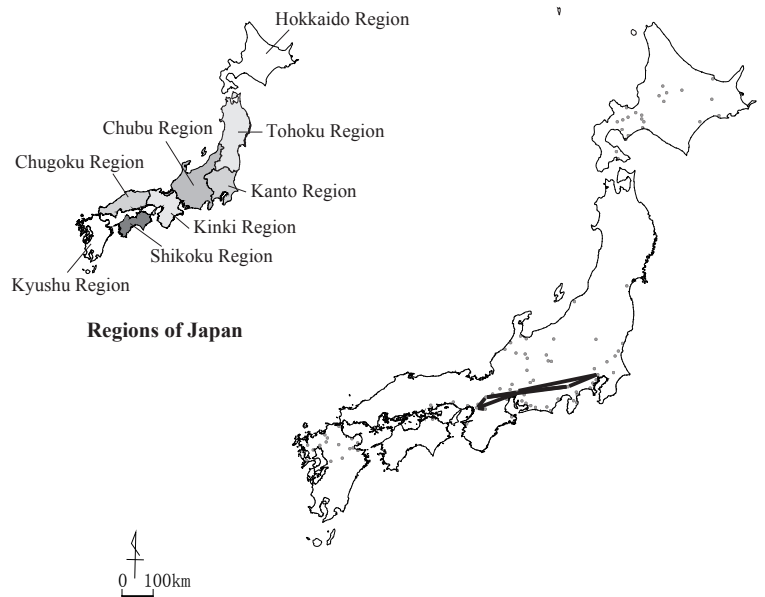 Hokkaido Region
Chubu Region
Tohoku Region
Chugoku Region
Kanto Region
Kinki Region
Shikoku Region
Kyushu Region
Regions of Japan
0 100km